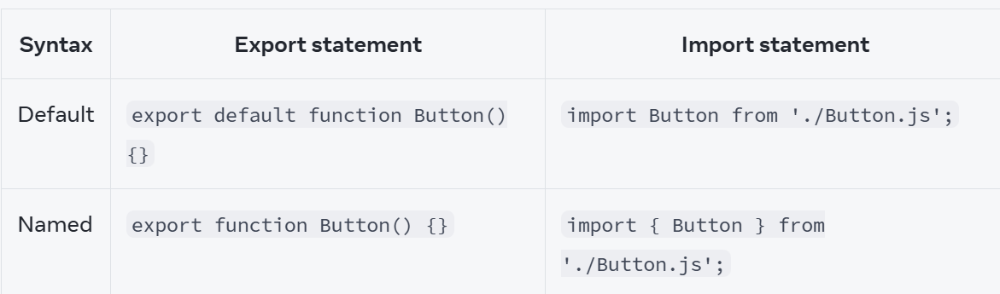 Syntax Export statement Import statement
Default export default function Button() import Button from './Button.js';
{}
Named export function Button() {} import { Button } from
'./Button.js';